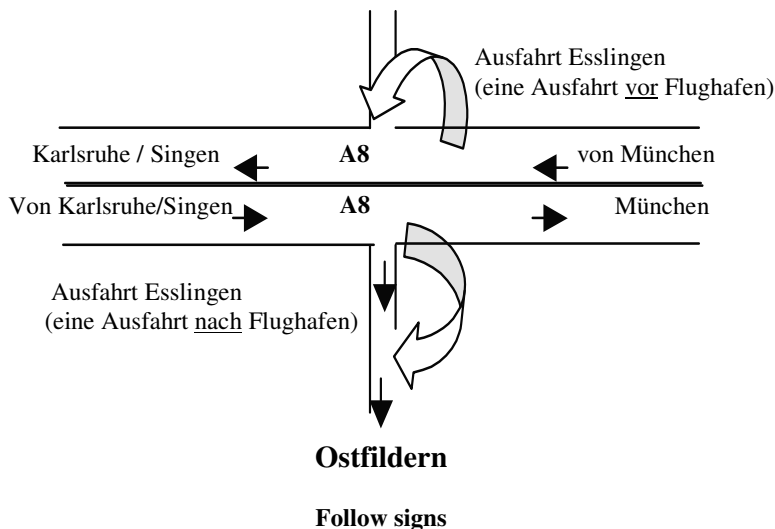 Ausfahrt Esslingen
(eine Ausfahrt vor Flughafen)
Karlsruhe / Singen
A8
von München
Von Karlsruhe/Singen
A8
München
Ausfahrt Esslingen
(eine Ausfahrt nach Flughafen)
Ostfildern
Follow signs